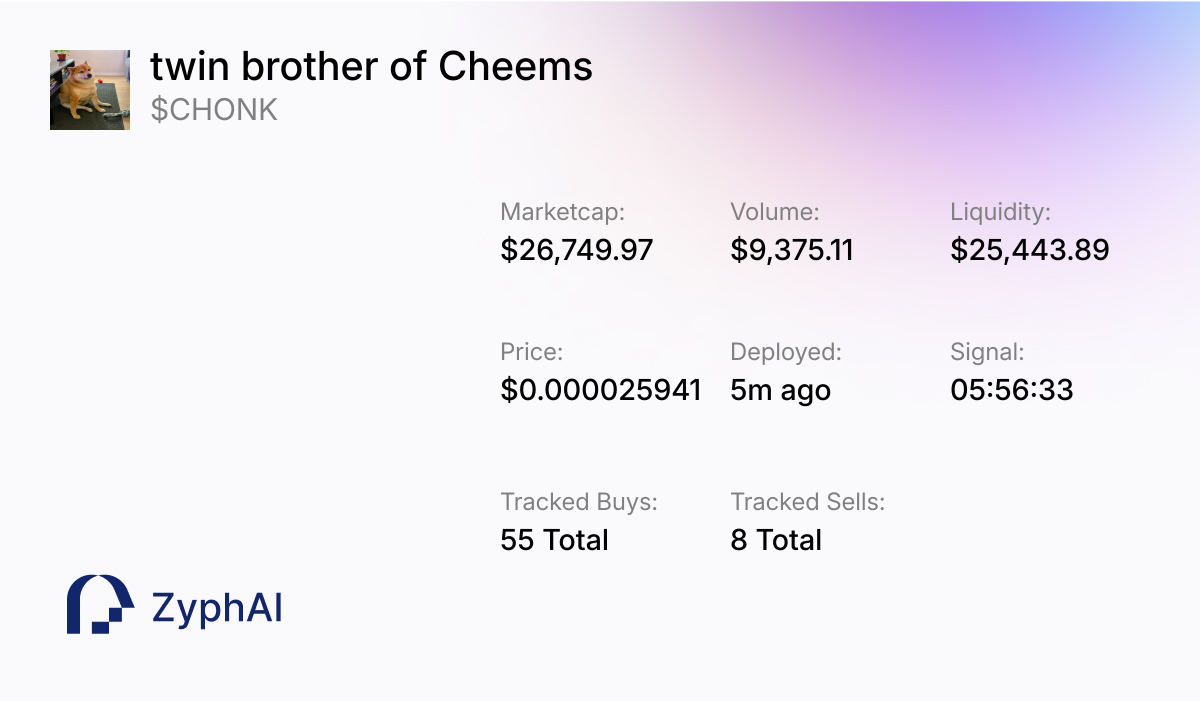 twin brother of Cheems
$CHONK
Marketcap: Volume: Liquidity:
$26,749.97 $9,375.11 $25,443.89
Price: Deployed: Signal:
$0.000025941 5m ago 05:56:33
Tracked Buys: Tracked Sells:
55 Total 8 Total
ZyphAI